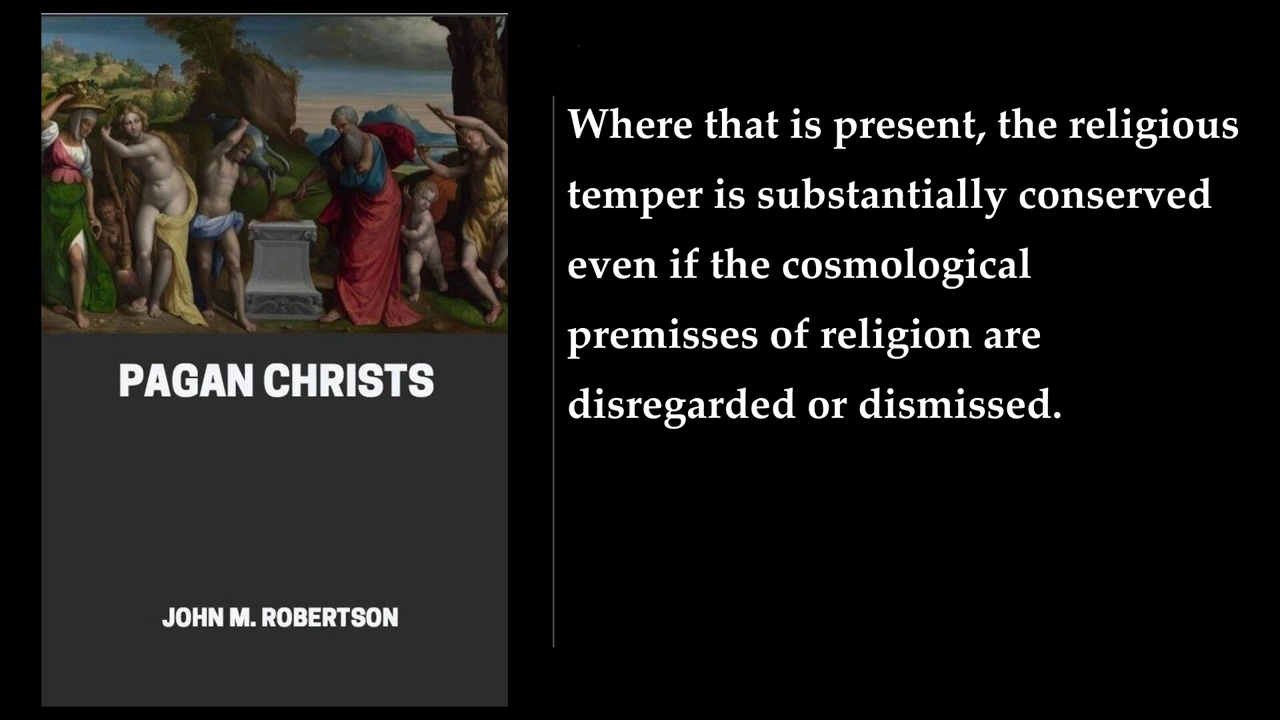 PAGAN CHRISTS
JOHN M. ROBERTSON
Where that is present, the religious
temper is substantially conserved
even if the cosmological
premisses of religion are
disregarded or dismissed.